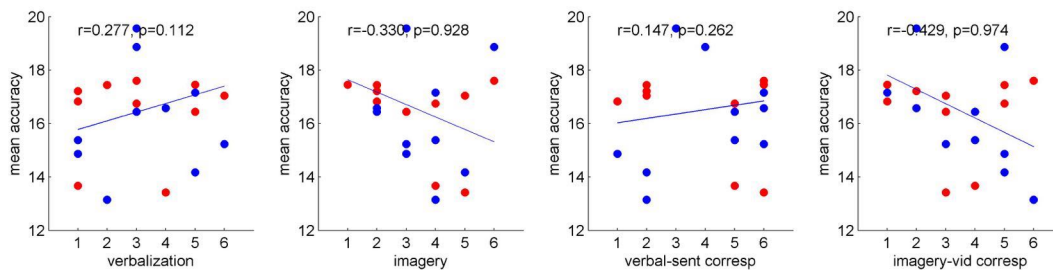 20
18
16
14
12
mean accuracy
r=0.277, p=0.112
1 2 3 4 5 6
verbalization
20
18
16
14
12
mean accuracy
r=-0.330, p=0.928
1 2 3 4 5 6
imagery
20
18
16
14
12
mean accuracy
r=0.147, p=0.262
1 2 3 4 5 6
verbal-sent corresp
20
18
16
14
12
mean accuracy
r=-0.429, p=0.974
1 2 3 4 5 6
imagery-vid corresp